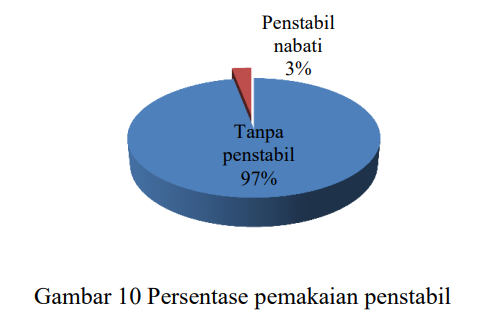 Penstabil
nabati
3%
Tanpa
penstabil
97%
Gambar 10 Persentase pemakaian penstabil